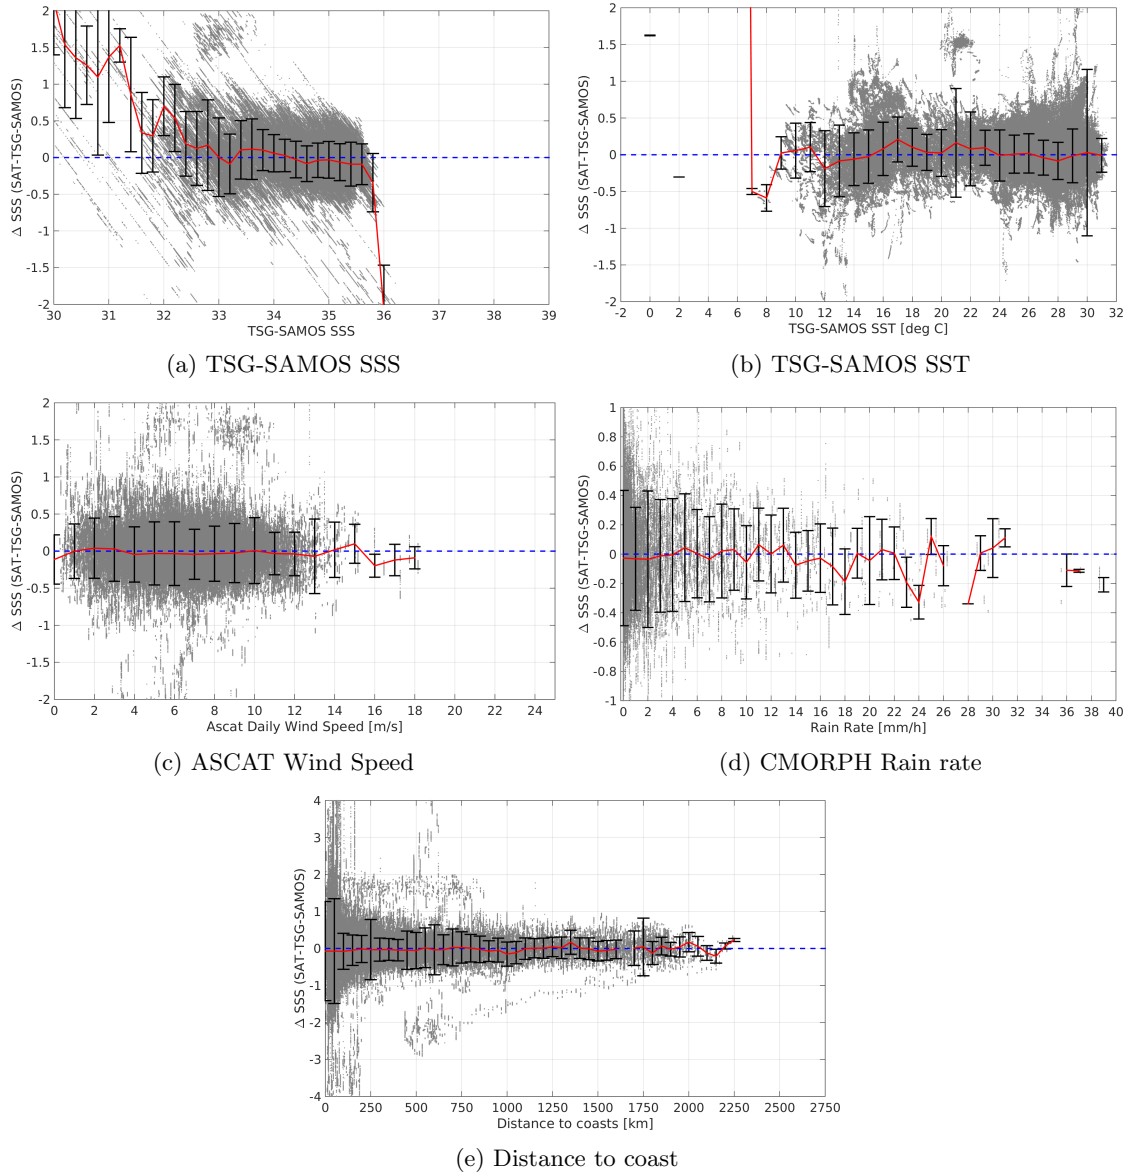 2
1.5
1
0.5
0
-0.5
-1
-1.5
-2
Δ SSS (SAT-TSG-SAMOS)
30 31 32 33 34 35 36 37 38 39
TSG-SAMOS SSS
(a) TSG-SAMOS SSS
2
1.5
1
0.5
0
-0.5
-1
-1.5
-2
Δ SSS (SAT-TSG-SAMOS)
-2 0 2 4 6 8 10 12 14 16 18 20 22 24 26 28 30 32
TSG-SAMOS SST [deg C]
(b) TSG-SAMOS SST
2
1.5
1
0.5
0
-0.5
-1
-1.5
-2
Δ SSS (SAT-TSG-SAMOS)
0 2 4 6 8 10 12 14 16 18 20 22 24
Ascat Daily Wind Speed [m/s]
(c) ASCAT Wind Speed
1
0.8
0.6
0.4
0.2
0
-0.2
-0.4
-0.6
-0.8
-1
Δ SSS (SAT-TSG-SAMOS)
0 2 4 6 8 10 12 14 16 18 20 22 24 26 28 30 32 34 36 38 40
Rain Rate [mm/h]
(d) CMORPH Rain rate
4
3
2
1
0
-1
-2
-3
-4
Δ SSS (SAT-TSG-SAMOS)
0 250 500 750 1000 1250 1500 1750 2000 2250 2500 2750
Distance to coasts [km]
(e) Distance to coast